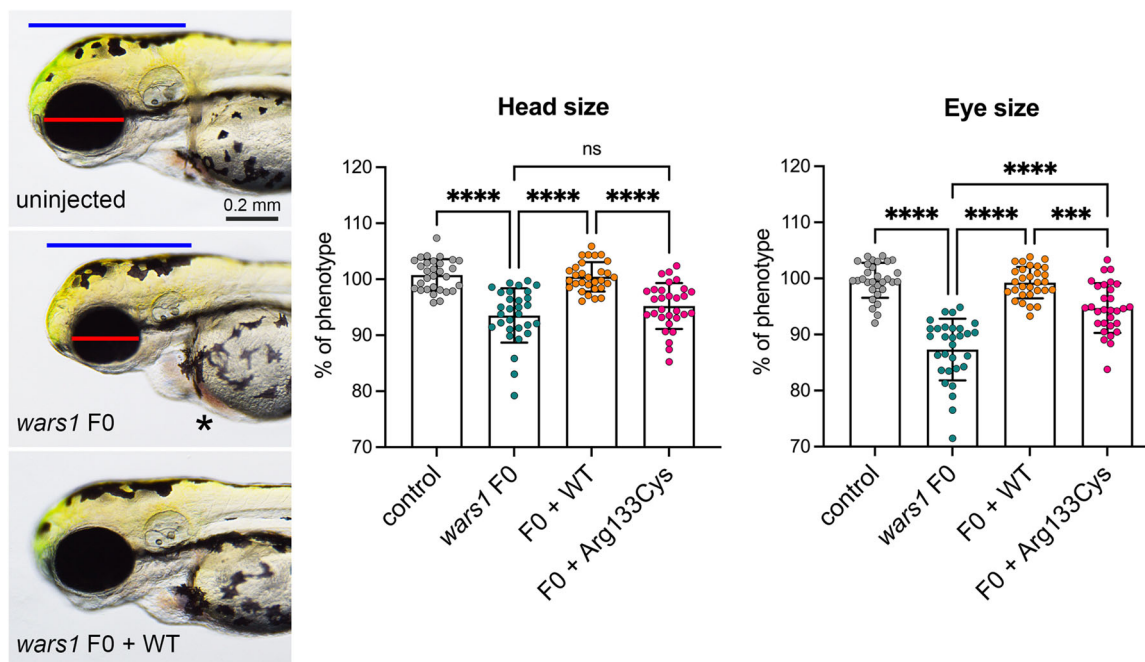 uninjected
0.2 mm
wars1 F0
*
wars1 F0 + WT
Head size
% of phenotype
120
110
100
90
80
70
ns
**** **** ****
control
wars1 F0
F0 + WT
F0 + Arg133Cys
Eye size
% of phenotype
120
110
100
90
80
70
****
**** **** ***
control
wars1 F0
F0 + WT
F0 + Arg133Cys